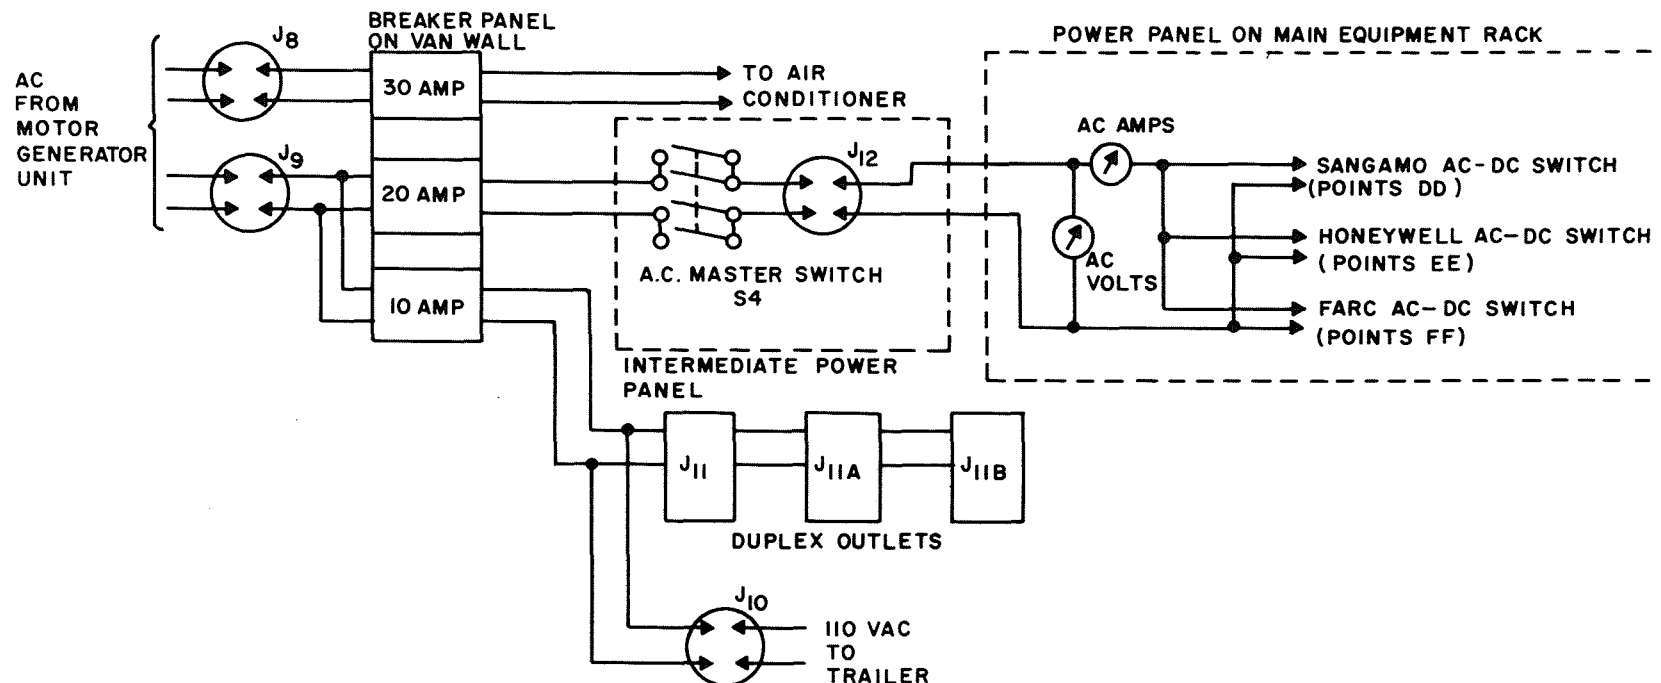 BREAKER PANEL
ON VAN WALL
POWER PANEL ON MAIN EQUIPMENT RACK
J8
AC
FROM
MOTOR
GENERATOR
UNIT
30 AMP
TO AIR
CONDITIONER
J9
20 AMP
10 AMP
J12
A.C. MASTER SWITCH
S4
INTERMEDIATE POWER
PANEL
AC AMPS
AC
VOLTS
SANGAMO AC-DC SWITCH
(POINTS DD)
HONEYWELL AC-DC SWITCH
(POINTS EE)
FARC AC-DC SWITCH
(POINTS FF)
J11
J11A
J11B
DUPLEX OUTLETS
J10
110 VAC
TO
TRAILER